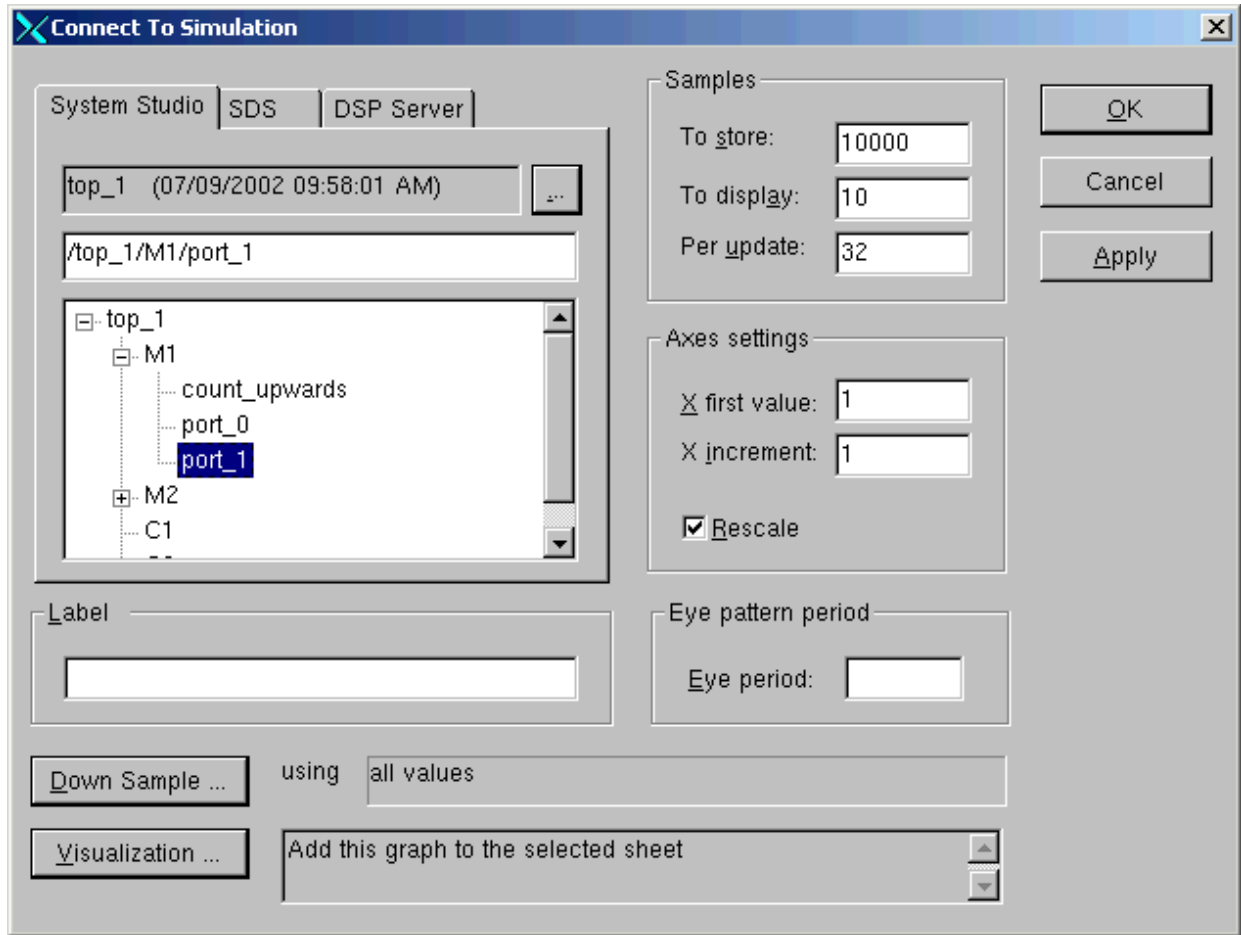 Connect To Simulation
System Studio
SDS
DSP Server
top_1 (07/09/2002 09:58:01 AM)
...
/top_1/M1/port_1
top_1
M1
count_upwards
port_0
port_1
M2
C1
Label
Down Sample ...
using
all values
Visualization ...
Add this graph to the selected sheet
Samples
To store:
10000
To display:
10
Per update:
32
Axes settings
X first value:
1
X increment:
1
Rescale
Eye pattern period
Eye period:
OK
Cancel
Apply